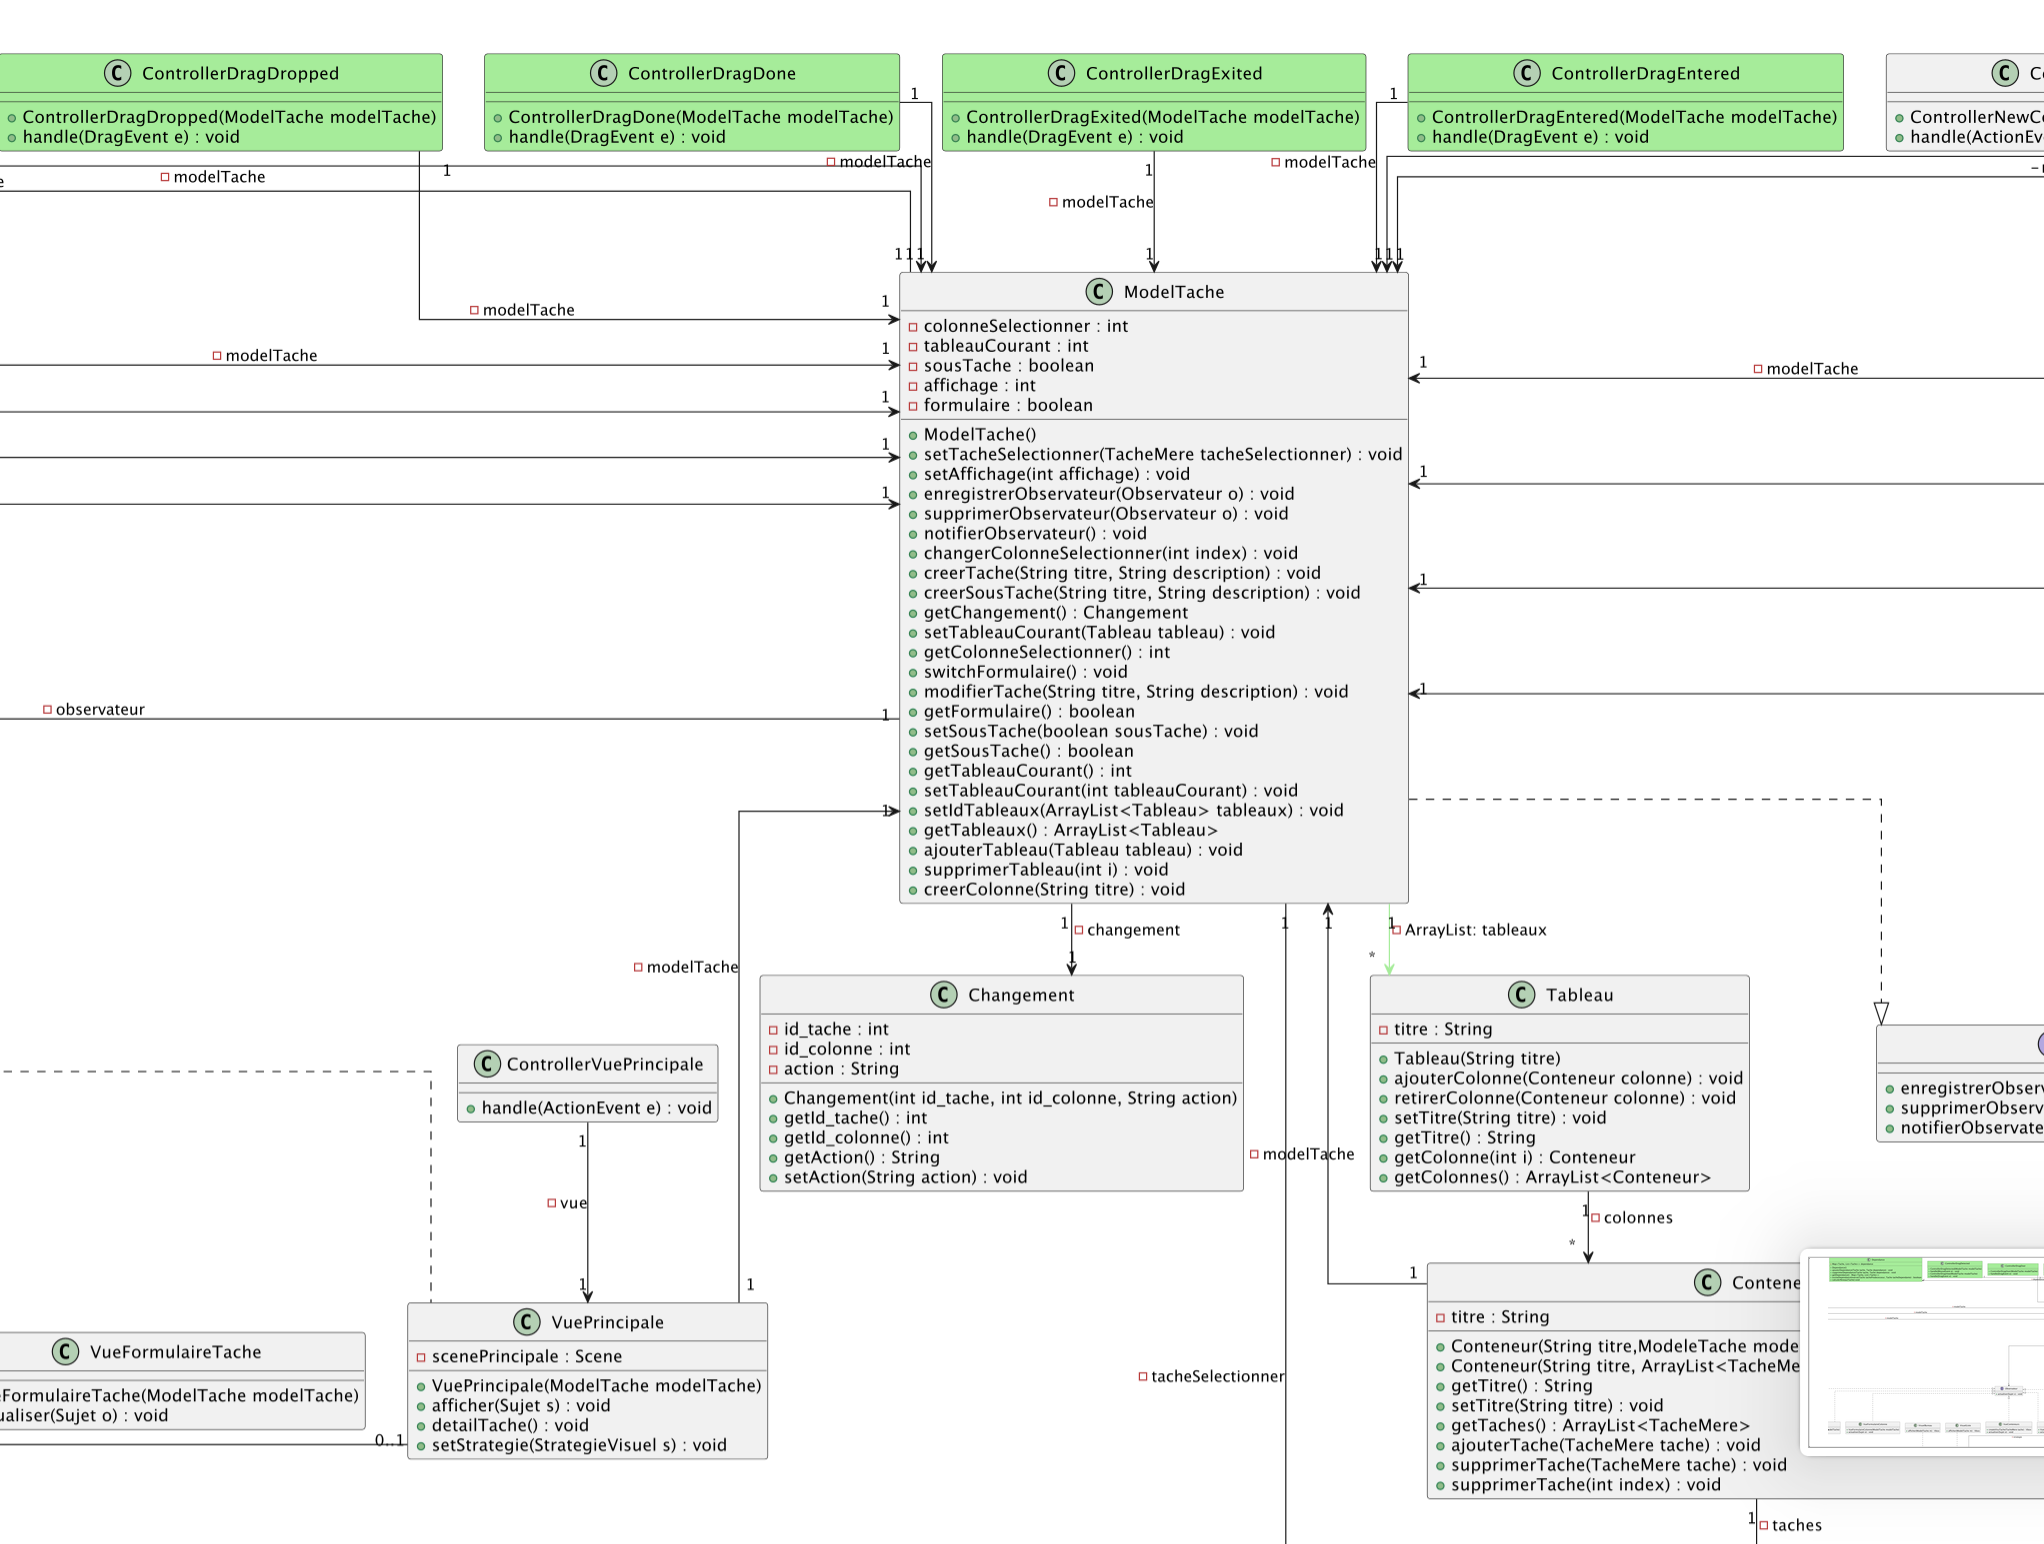 C ControllerDragDropped
ControllerDragDropped(ModelTache modelTache)
handle(DragEvent e) : void
C ControllerDragDone
ControllerDragDone(ModelTache modelTache)
handle(DragEvent e) : void
C ControllerDragExited
ControllerDragExited(ModelTache modelTache)
handle(DragEvent e) : void
C ControllerDragEntered
ControllerDragEntered(ModelTache modelTache)
handle(DragEvent e) : void
C
ControllerNewC
handle(ActionEv
1
1
modelTache
modelTache
modelTache
1
1
modelTache
modelTache
1
1
1
1
1
1
1
1
modelTache
1
modelTache
1
1
1
1
modelTache
1
1
1
1
C ModelTache
colonneSelectionner : int
tableauCourant : int
sousTache : boolean
affichage : int
formulaire : boolean
ModelTache()
setTacheSelectionner(TacheMere tacheSelectionner) : void
setAffichage(int affichage) : void
enregistrerObservateur(Observateur o) : void
supprimerObservateur(Observateur o) : void
notifierObservateur() : void
changerColonneSelectionner(int index) : void
creerTache(String titre, String description) : void
creerSousTache(String titre, String description) : void
getChangement() : Changement
setTableauCourant(Tableau tableau) : void
getColonneSelectionner() : int
switchFormulaire() : void
modifierTache(String titre, String description) : void
getFormulaire() : boolean
setSousTache(boolean sousTache) : void
getSousTache() : boolean
getTableauCourant() : int
setTableauCourant(int tableauCourant) : void
setIdTableaux(ArrayList<Tableau> tableaux) : void
getTableaux() : ArrayList<Tableau>
ajouterTableau(Tableau tableau) : void
supprimerTableau(int i) : void
creerColonne(String titre) : void
observateur
1
1
1
changement
1
1
1
1
ArrayList: tableaux
*
modelTache
C Changement
id_tache : int
id_colonne : int
action : String
Changement(int id_tache, int id_colonne, String action)
getId_tache() : int
getId_colonne() : int
getAction() : String
setAction(String action) : void
C Tableau
titre : String
Tableau(String titre)
ajouterColonne(Conteneur colonne) : void
retirerColonne(Conteneur colonne) : void
setTitre(String titre) : void
getTitre() : String
getColonne(int i) : Conteneur
getColonnes() : ArrayList<Conteneur>
enregistrerObserv
supprimerObserv
notifierObservate
C ControllerVuePrincipale
handle(ActionEvent e) : void
1
vue
1
1
modelTache
1
colonnes
*
1
C VueFormulaireTache
FormulaireTache(ModelTache modelTache)
ualiser(Sujet o) : void
0..1
C VuePrincipale
scenePrincipale : Scene
VuePrincipale(ModelTache modelTache)
afficher(Sujet s) : void
detailTache() : void
setStrategie(StrategieVisuel s) : void
tacheSelectionner
C Contene
titre : String
Conteneur(String titre,ModeleTache mode
Conteneur(String titre, ArrayList<TacheMe
getTitre() : String
setTitre(String titre) : void
getTaches() : ArrayList<TacheMere>
ajouterTache(TacheMere tache) : void
supprimerTache(TacheMere tache) : void
supprimerTache(int index) : void
1
taches